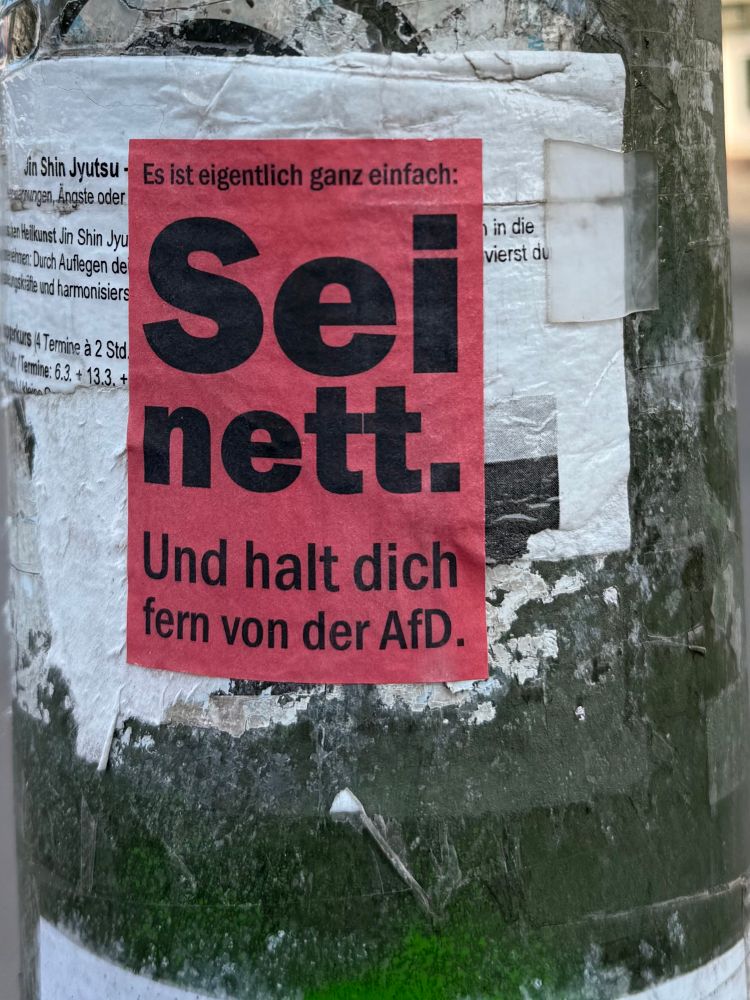 Es ist eigentlich ganz einfach:
Sei
nett.
Und halt dich
fern von der AfD.
Jin Shin Jyutsu -
Ängste oder
Heilkunst Jin Shin Jyu
Durch Auflegen de
und harmonisiers
(4 Termine à 2 Std.
Termine: 6.3. + 13.3. +
in die
vierst du